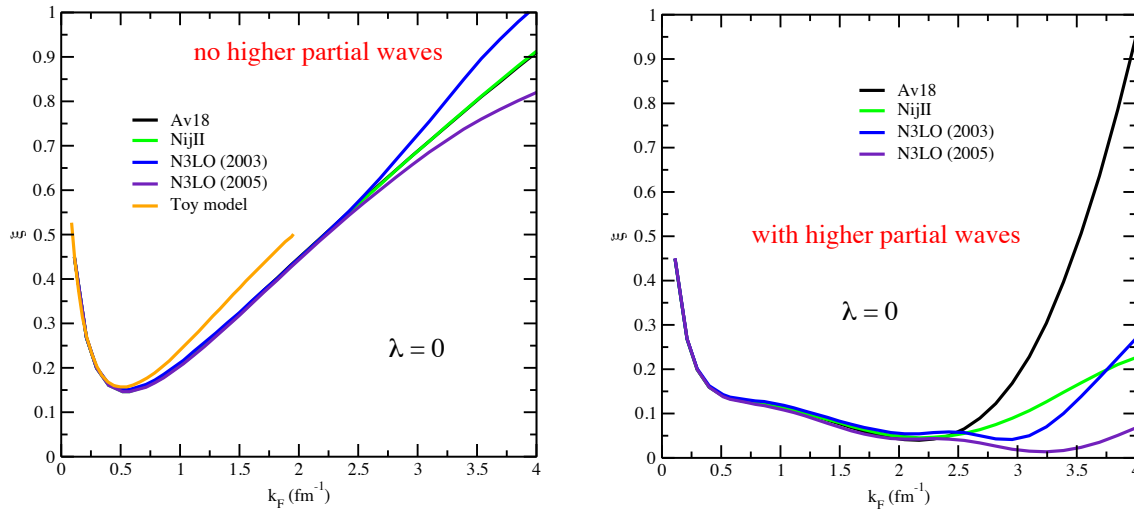 1
0.9
0.8
0.7
0.6
0.5
0.4
0.3
0.2
0.1
0
ξ
no higher partial waves
Av18
NijII
N3LO (2003)
N3LO (2005)
Toy model
λ = 0
0 0.5 1 1.5 2 2.5 3 3.5 4
k_F (fm⁻¹)
1
0.9
0.8
0.7
0.6
0.5
0.4
0.3
0.2
0.1
0
ξ
Av18
NijII
N3LO (2003)
N3LO (2005)
with higher partial waves
λ = 0
0 0.5 1 1.5 2 2.5 3 3.5 4
k_F (fm⁻¹)